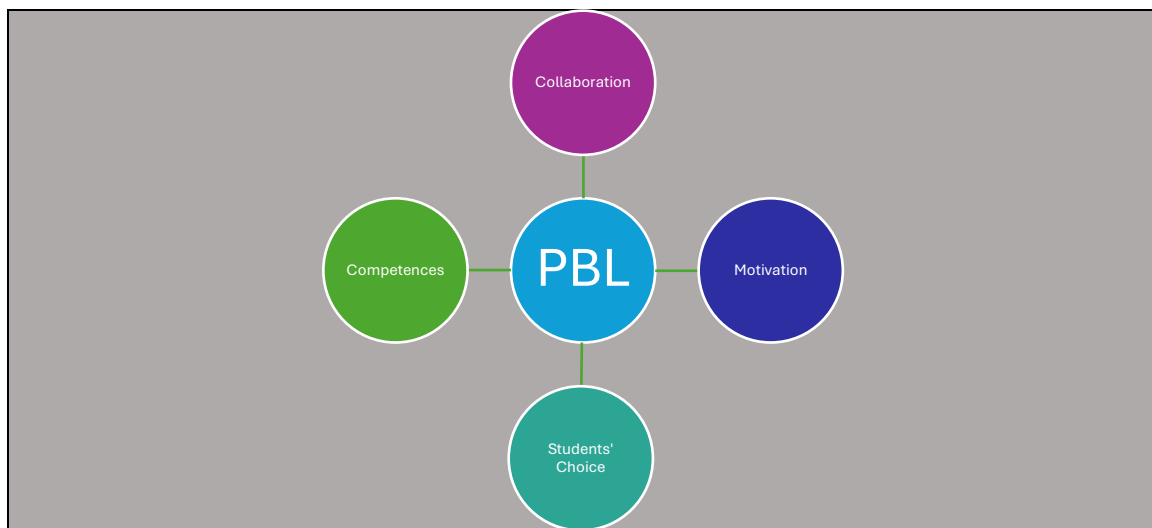 Collaboration
Competences
PBL
Motivation
Students'
Choice